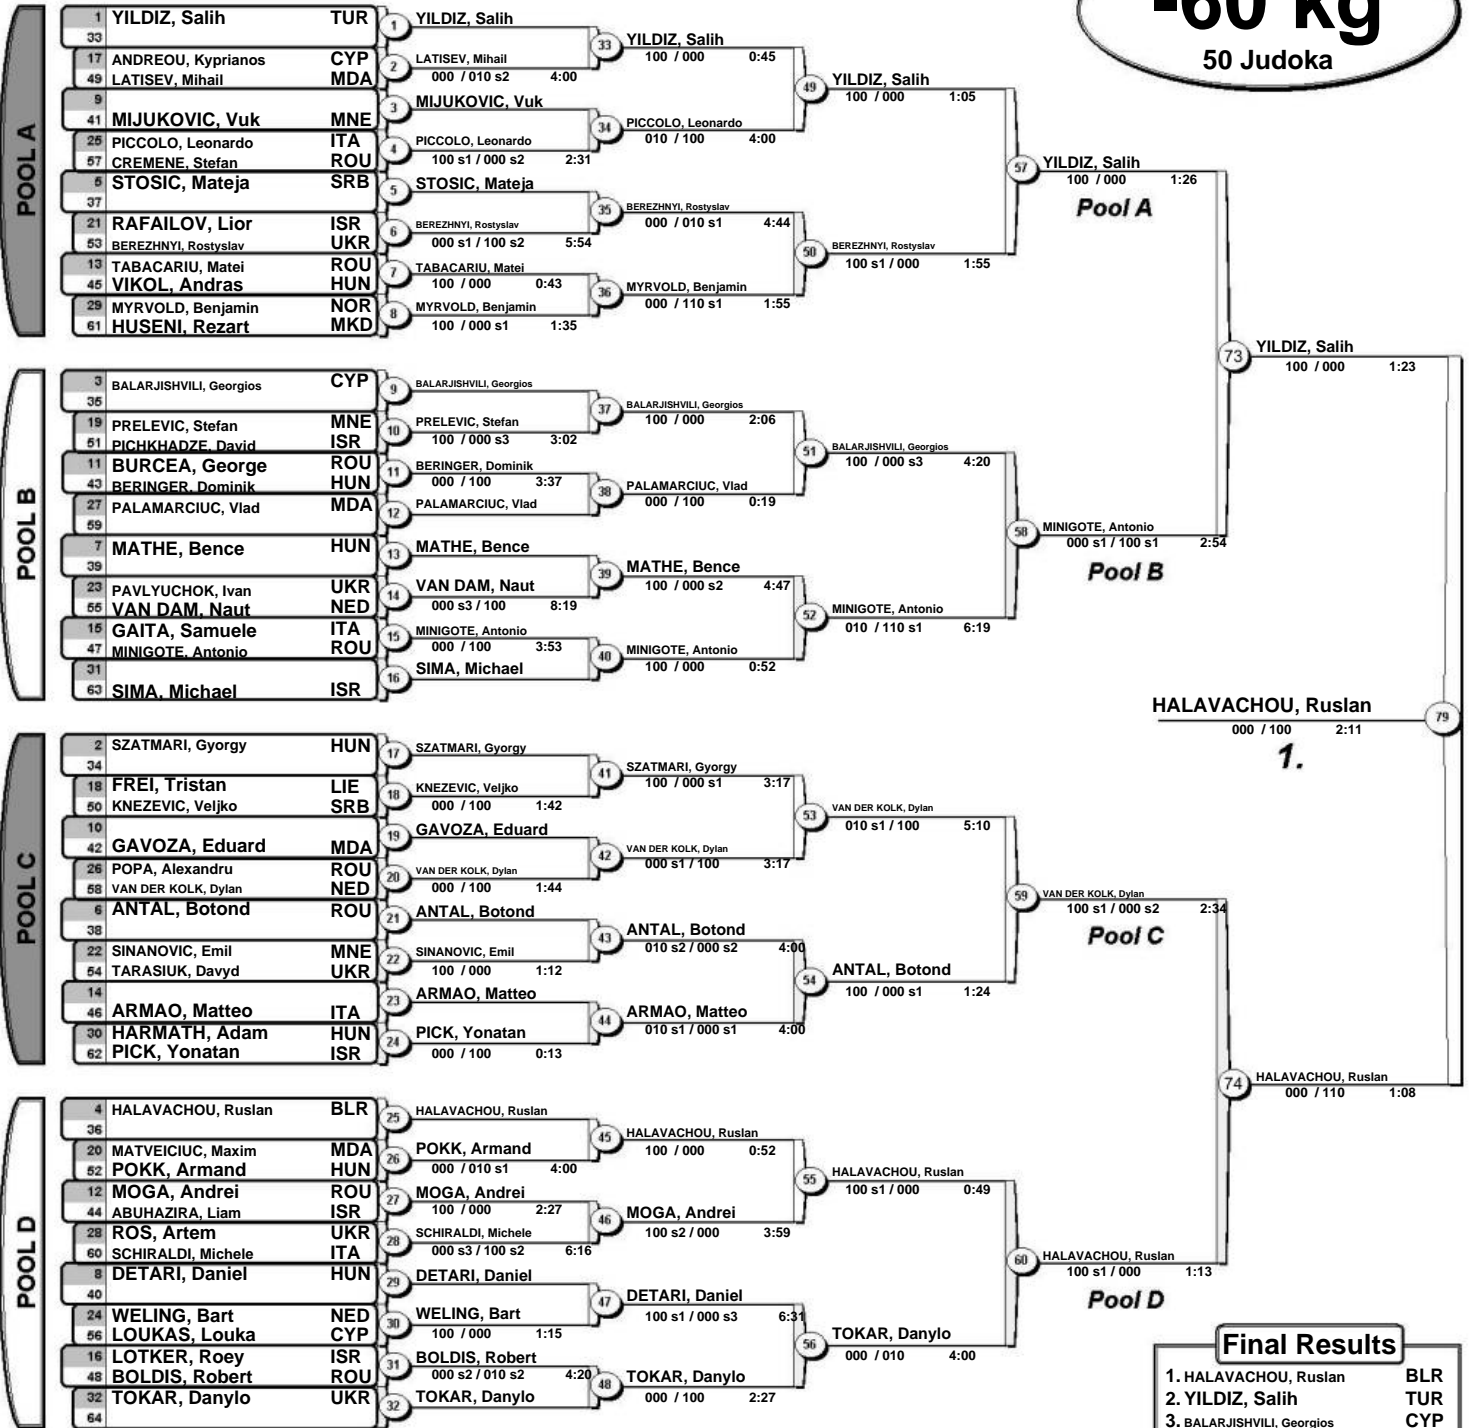 -60 kg
50 Judoka
POOL A
1 YILDIZ, Salih TUR
33
17 ANDREOU, Kyprianos CYP
49 LATISEV, Mihail MDA
9
41 MIJUKOVIC, Vuk MNE
25 PICCOLO, Leonardo ITA
57 CREMENE, Stefan ROU
5 STOSIC, Mateja SRB
37
21 RAFAILOV, Lior ISR
53 BEREZHNYI, Rostyslav UKR
13 TABACARIU, Matei ROU
45 VIKOL, Andras HUN
29 MYRVOLD, Benjamin NOR
61 HUSENI, Rezart MKD
1 YILDIZ, Salih
2 LATISEV, Mihail
000 / 010 s2 4:00
3 MIJUKOVIC, Vuk
4 PICCOLO, Leonardo
100 s1 / 000 s2 2:31
5 STOSIC, Mateja
6 BEREZHNYI, Rostyslav
000 s1 / 100 s2 5:54
7 TABACARIU, Matei
100 / 000 0:43
8 MYRVOLD, Benjamin
100 / 000 s1 1:35
33 YILDIZ, Salih
100 / 000 0:45
34 PICCOLO, Leonardo
010 / 100 4:00
35 BEREZHNYI, Rostyslav
000 / 010 s1 4:44
36 MYRVOLD, Benjamin
000 / 110 s1 1:55
49 YILDIZ, Salih
100 / 000 1:05
50 BEREZHNYI, Rostyslav
100 s1 / 000 1:55
57 YILDIZ, Salih
100 / 000 1:26
Pool A
POOL B
3 BALARJISHVILI, Georgios CYP
35
19 PRELEVIC, Stefan MNE
51 PICHKHADZE, David ISR
11 BURCEA, George ROU
43 BERINGER, Dominik HUN
27 PALAMARCIUC, Vlad MDA
59
7 MATHE, Bence HUN
39
23 PAVLYUCHOK, Ivan UKR
55 VAN DAM, Naut NED
15 GAITA, Samuele ITA
47 MINIGOTE, Antonio ROU
31
63 SIMA, Michael ISR
9 BALARJISHVILI, Georgios
10 PRELEVIC, Stefan
100 / 000 s3 3:02
11 BERINGER, Dominik
000 / 100 3:37
12 PALAMARCIUC, Vlad
13 MATHE, Bence
14 VAN DAM, Naut
000 s3 / 100 8:19
15 MINIGOTE, Antonio
000 / 100 3:53
16 SIMA, Michael
37 BALARJISHVILI, Georgios
100 / 000 2:06
38 PALAMARCIUC, Vlad
000 / 100 0:19
39 MATHE, Bence
100 / 000 s2 4:47
40 MINIGOTE, Antonio
100 / 000 0:52
51 BALARJISHVILI, Georgios
100 / 000 s3 4:20
52 MINIGOTE, Antonio
010 / 110 s1 6:19
58 MINIGOTE, Antonio
000 s1 / 100 s1 2:54
Pool B
73 YILDIZ, Salih
100 / 000 1:23
HALAVACHOU, Ruslan 79
000 / 100 2:11
1.
POOL C
2 SZATMARI, Gyorgy HUN
34
18 FREI, Tristan LIE
50 KNEZEVIC, Veljko SRB
10
42 GAVOZA, Eduard MDA
26 POPA, Alexandru ROU
58 VAN DER KOLK, Dylan NED
6 ANTAL, Botond ROU
38
22 SINANOVIC, Emil MNE
54 TARASIUK, Davyd UKR
14
46 ARMAO, Matteo ITA
30 HARMATH, Adam HUN
62 PICK, Yonatan ISR
17 SZATMARI, Gyorgy
18 KNEZEVIC, Veljko
000 / 100 1:42
19 GAVOZA, Eduard
20 VAN DER KOLK, Dylan
000 / 100 1:44
21 ANTAL, Botond
22 SINANOVIC, Emil
100 / 000 1:12
23 ARMAO, Matteo
24 PICK, Yonatan
000 / 100 0:13
41 SZATMARI, Gyorgy
100 / 000 s1 3:17
42 VAN DER KOLK, Dylan
000 s1 / 100 3:17
43 ANTAL, Botond
010 s2 / 000 s2 4:00
44 ARMAO, Matteo
010 s1 / 000 s1 4:00
53 VAN DER KOLK, Dylan
010 s1 / 100 5:10
54 ANTAL, Botond
100 / 000 s1 1:24
59 VAN DER KOLK, Dylan
100 s1 / 000 s2 2:34
Pool C
POOL D
4 HALAVACHOU, Ruslan BLR
36
20 MATVEICIUC, Maxim MDA
52 POKK, Armand HUN
12 MOGA, Andrei ROU
44 ABUHAZIRA, Liam ISR
28 ROS, Artem UKR
60 SCHIRALDI, Michele ITA
8 DETARI, Daniel HUN
40
24 WELING, Bart NED
56 LOUKAS, Louka CYP
16 LOTKER, Roey ISR
48 BOLDIS, Robert ROU
32 TOKAR, Danylo UKR
64
25 HALAVACHOU, Ruslan
26 POKK, Armand
000 / 010 s1 4:00
27 MOGA, Andrei
100 / 000 2:27
28 SCHIRALDI, Michele
000 s3 / 100 s2 6:16
29 DETARI, Daniel
30 WELING, Bart
100 / 000 1:15
31 BOLDIS, Robert
000 s2 / 010 s2 4:20
32 TOKAR, Danylo
45 HALAVACHOU, Ruslan
100 / 000 0:52
46 MOGA, Andrei
100 s2 / 000 3:59
47 DETARI, Daniel
100 s1 / 000 s3 6:31
48 TOKAR, Danylo
000 / 100 2:27
55 HALAVACHOU, Ruslan
100 s1 / 000 0:49
56 TOKAR, Danylo
000 / 010 4:00
60 HALAVACHOU, Ruslan
100 s1 / 000 1:13
Pool D
74 HALAVACHOU, Ruslan
000 / 110 1:08
Final Results
1. HALAVACHOU, Ruslan BLR
2. YILDIZ, Salih TUR
3. BALARJISHVILI, Georgios CYP